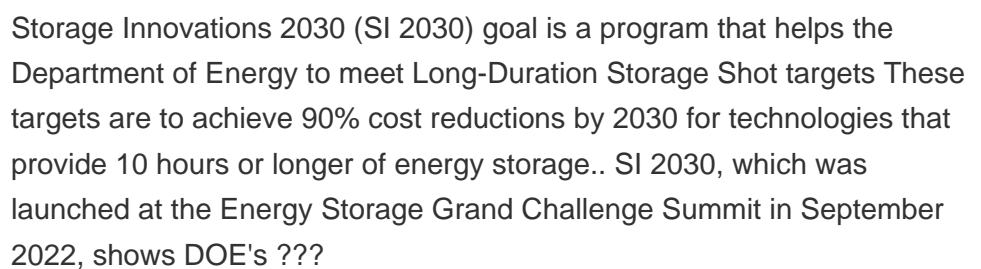 Storage Innovations 2030 (SI 2030) goal is a program that helps the
Department of Energy to meet Long-Duration Storage Shot targets These
targets are to achieve 90% cost reductions by 2030 for technologies that
provide 10 hours or longer of energy storage.. SI 2030, which was
launched at the Energy Storage Grand Challenge Summit in September
2022, shows DOE's ???